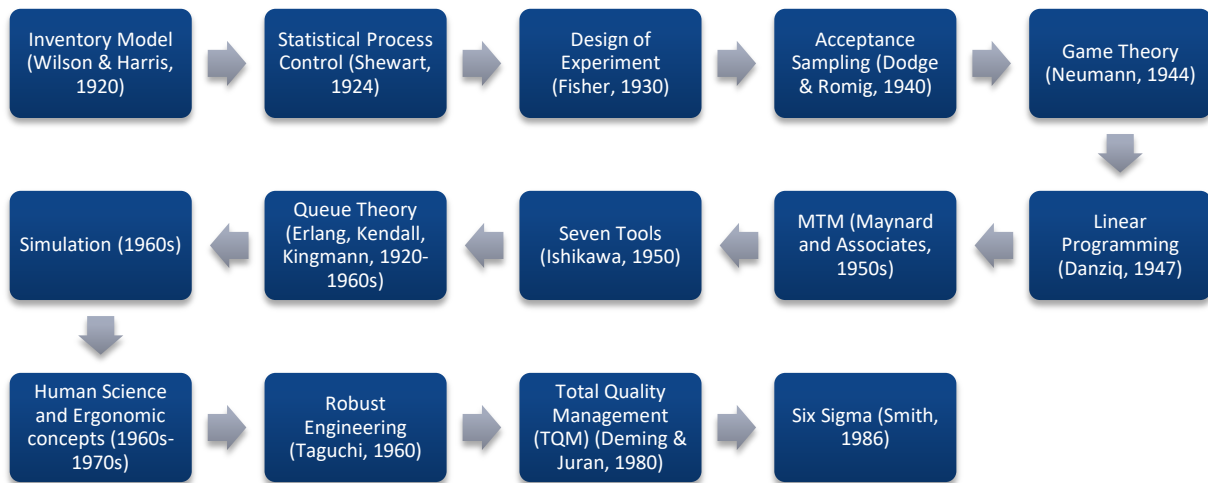 Inventory Model
(Wilson & Harris,
1920)
Statistical Process
Control (Shewart,
1924)
Design of
Experiment
(Fisher, 1930)
Acceptance
Sampling (Dodge
& Romig, 1940)
Game Theory
(Neumann, 1944)
Linear
Programming
(Danziq, 1947)
MTM (Maynard
and Associates,
1950s)
Seven Tools
(Ishikawa, 1950)
Queue Theory
(Erlang, Kendall,
Kingmann, 1920-
1960s)
Simulation (1960s)
Human Science
and Ergonomic
concepts (1960s-
1970s)
Robust
Engineering
(Taguchi, 1960)
Total Quality
Management
(TQM) (Deming &
Juran, 1980)
Six Sigma (Smith,
1986)